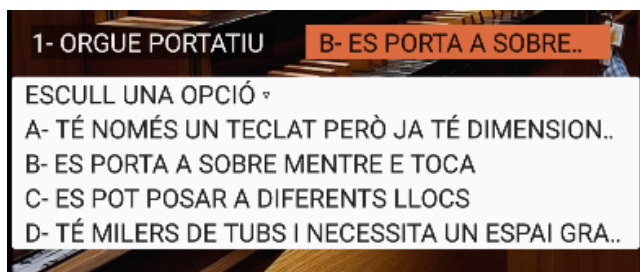 1- ORGUE PORTATIU B- ES PORTA A SOBRE..
ESCULL UNA OPCIÓ ▿
A- TÉ NOMÉS UN TECLAT PERÒ JA TÉ DIMENSION..
B- ES PORTA A SOBRE MENTRE E TOCA
C- ES POT POSAR A DIFERENTS LLOCS
D- TÉ MILERS DE TUBS I NECESSITA UN ESPAI GRA..